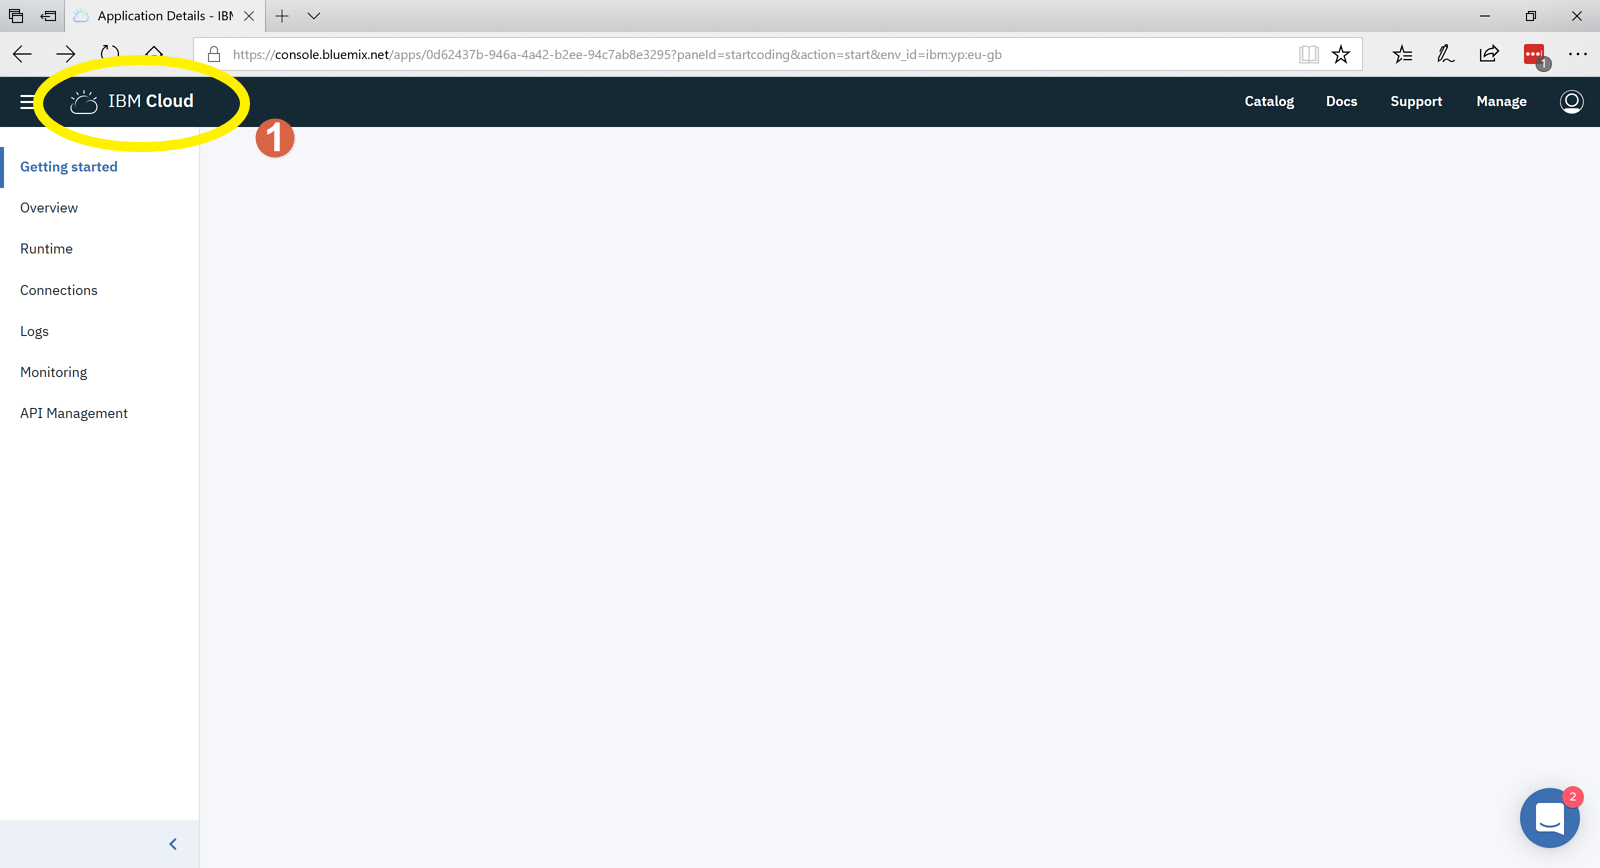 Application Details - IBM
https://console.bluemix.net/apps/0d62437b-946a-4a42-b2ee-94c7ab8e3295?paneId=startcoding&action=start&env_id=ibm:yp:eu-gb
1
IBM Cloud
Catalog Docs Support Manage
1
Getting started
Overview
Runtime
Connections
Logs
Monitoring
API Management
2